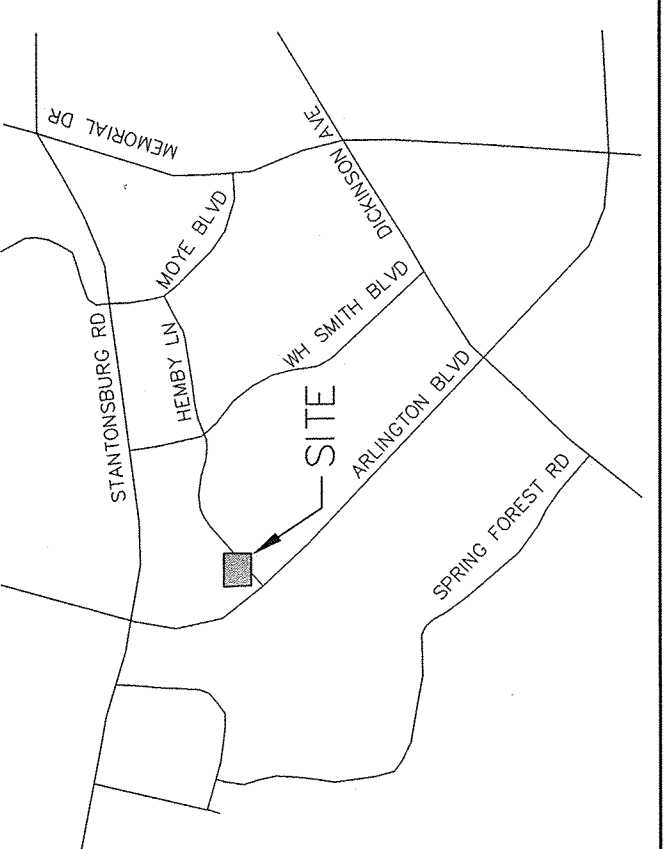 MEMORIAL DR
DICKINSON AVE
MOYE BLVD
WH SMITH BLVD
HEMBY LN
STANTONSBURG RD
ARLINGTON BLVD
SITE
SPRING FOREST RD